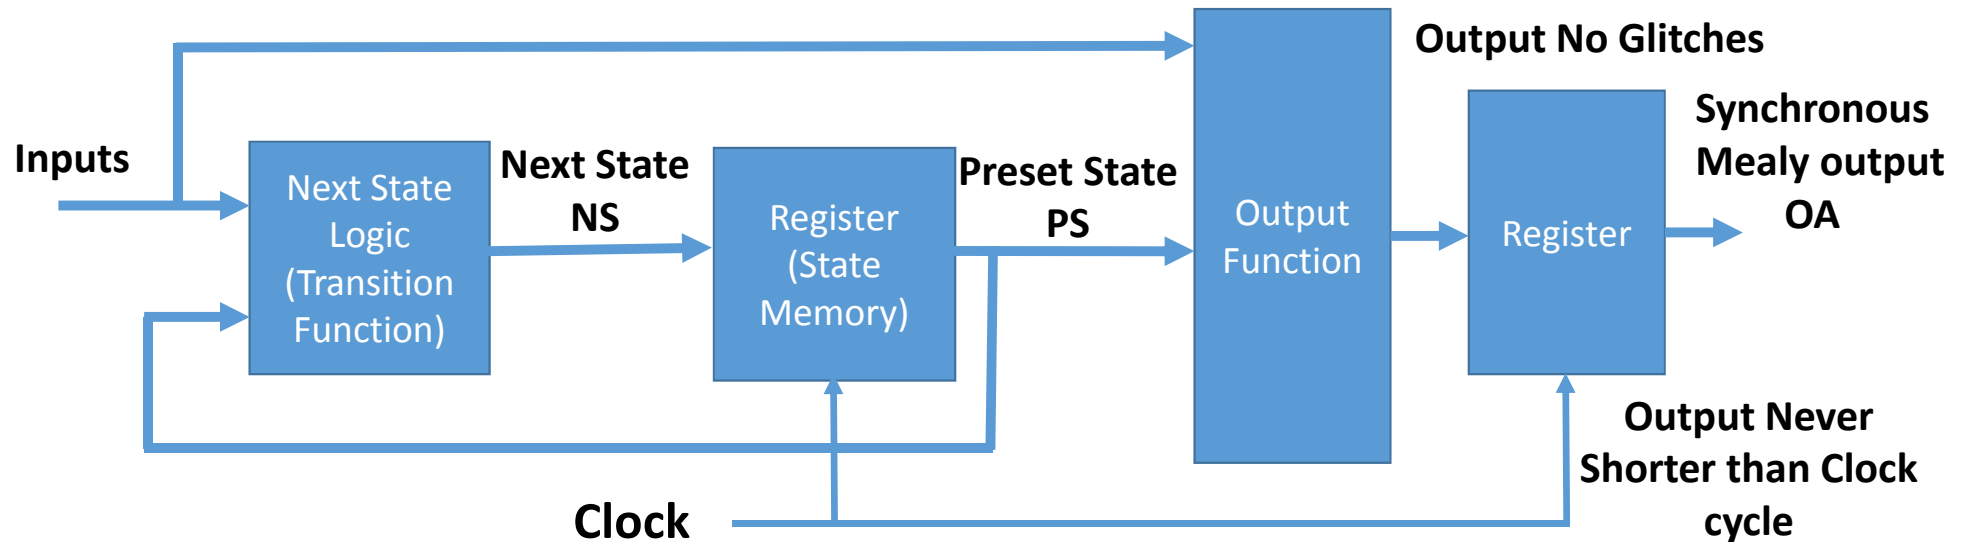 Output No Glitches
Inputs
Next State
Logic
(Transition
Function)
Next State
NS
Register
(State
Memory)
Preset State
PS
Output
Function
Register
Synchronous
Mealy output
OA
Output Never
Shorter than Clock
cycle
Clock